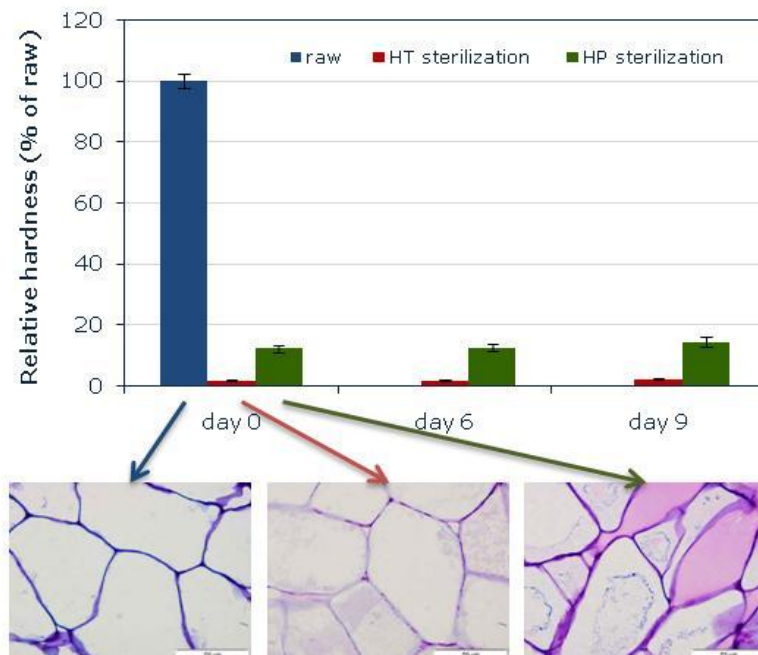 120
100
80
60
40
20
0
Relative hardness (% of raw)
raw HT sterilization HP sterilization
day 0 day 6 day 9